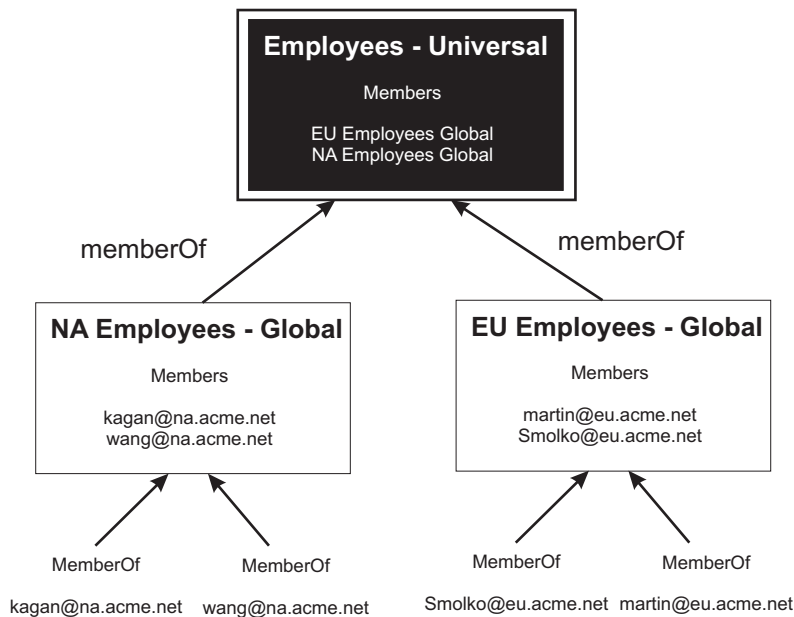 Employees - Universal
Members
EU Employees Global
NA Employees Global
memberOf
memberOf
NA Employees - Global
Members
kagan@na.acme.net
wang@na.acme.net
EU Employees - Global
Members
martin@eu.acme.net
Smolko@eu.acme.net
MemberOf
MemberOf
MemberOf
MemberOf
kagan@na.acme.net
wang@na.acme.net
Smolko@eu.acme.net
martin@eu.acme.net